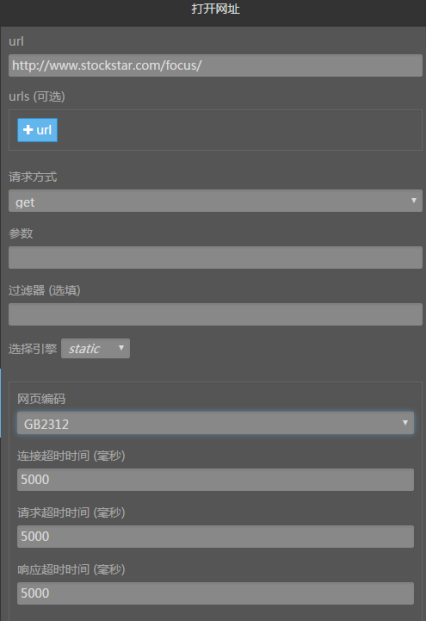 打开网址
url
http://www.stockstar.com/focus/
urls (可选)
+ url
请求方式
get
参数
过滤器 (选填)
选择引擎 static
网页编码
GB2312
连接超时时间 (毫秒)
5000
请求超时时间 (毫秒)
5000
响应超时时间 (毫秒)
5000